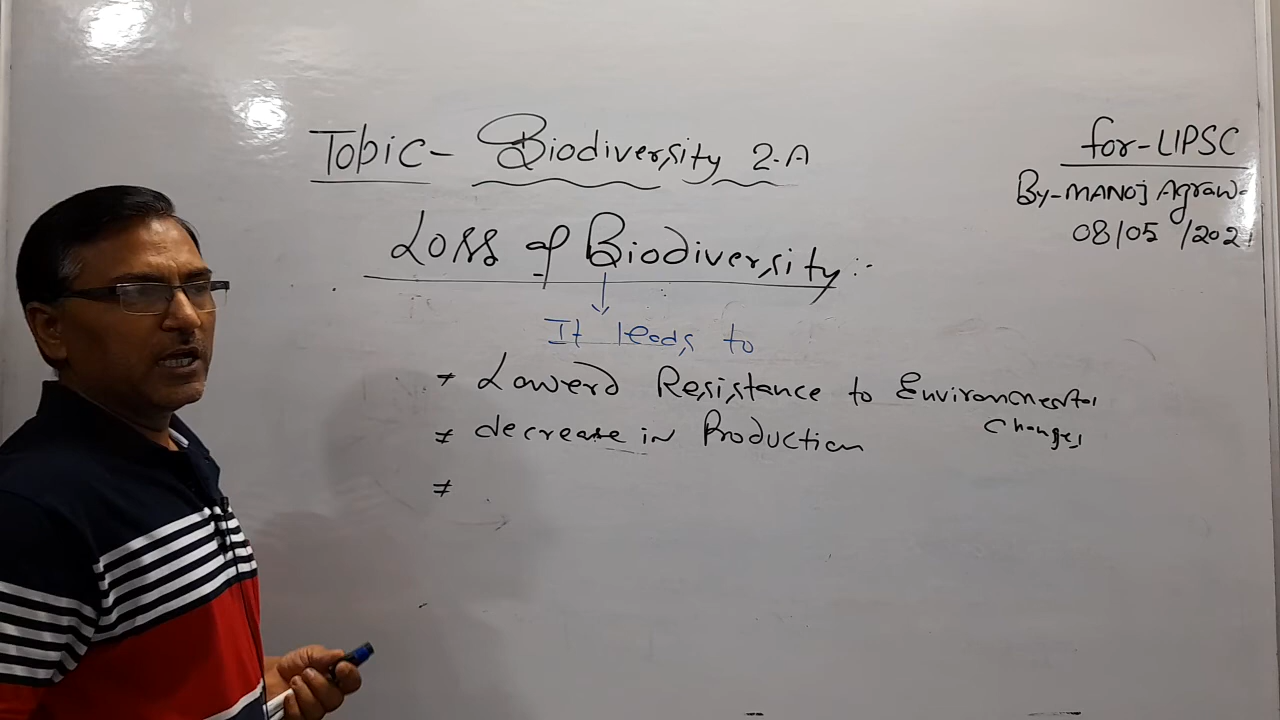 Topic- Biodiversity 2.A
for-UPSC
By-MANOJ Agraw
08/05/202
Loss of Biodiversity:-
It leads to
* Lowerd Resistance to Environmental
Changes
* decrease in Production
*